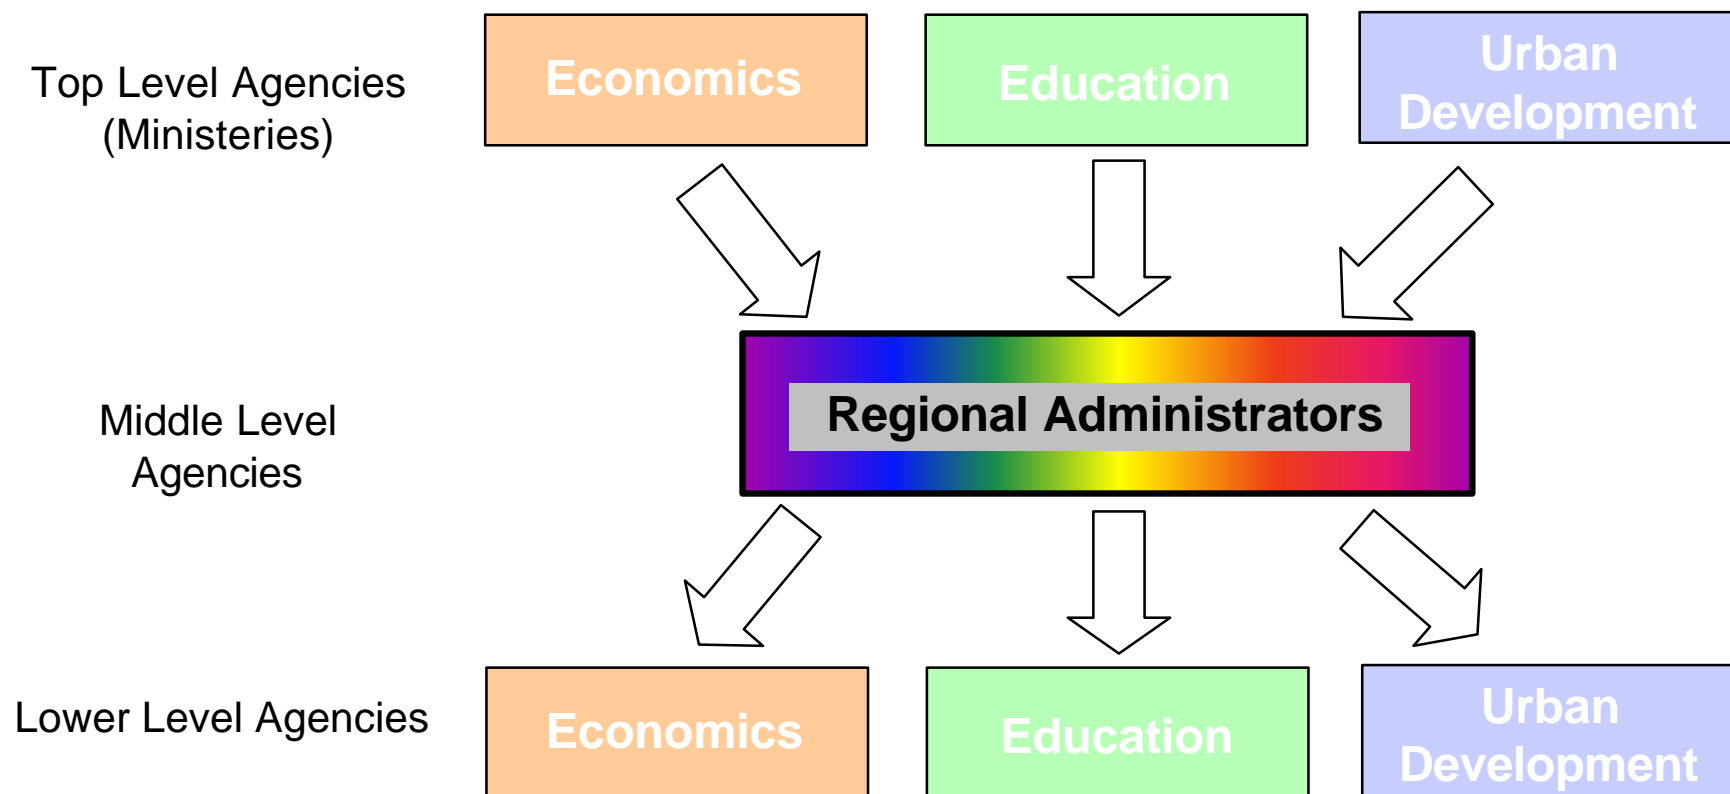 Top Level Agencies
(Ministeries)
Economics
Education
Urban
Development
Middle Level
Agencies
Regional Administrators
Lower Level Agencies
Economics
Education
Urban
Development